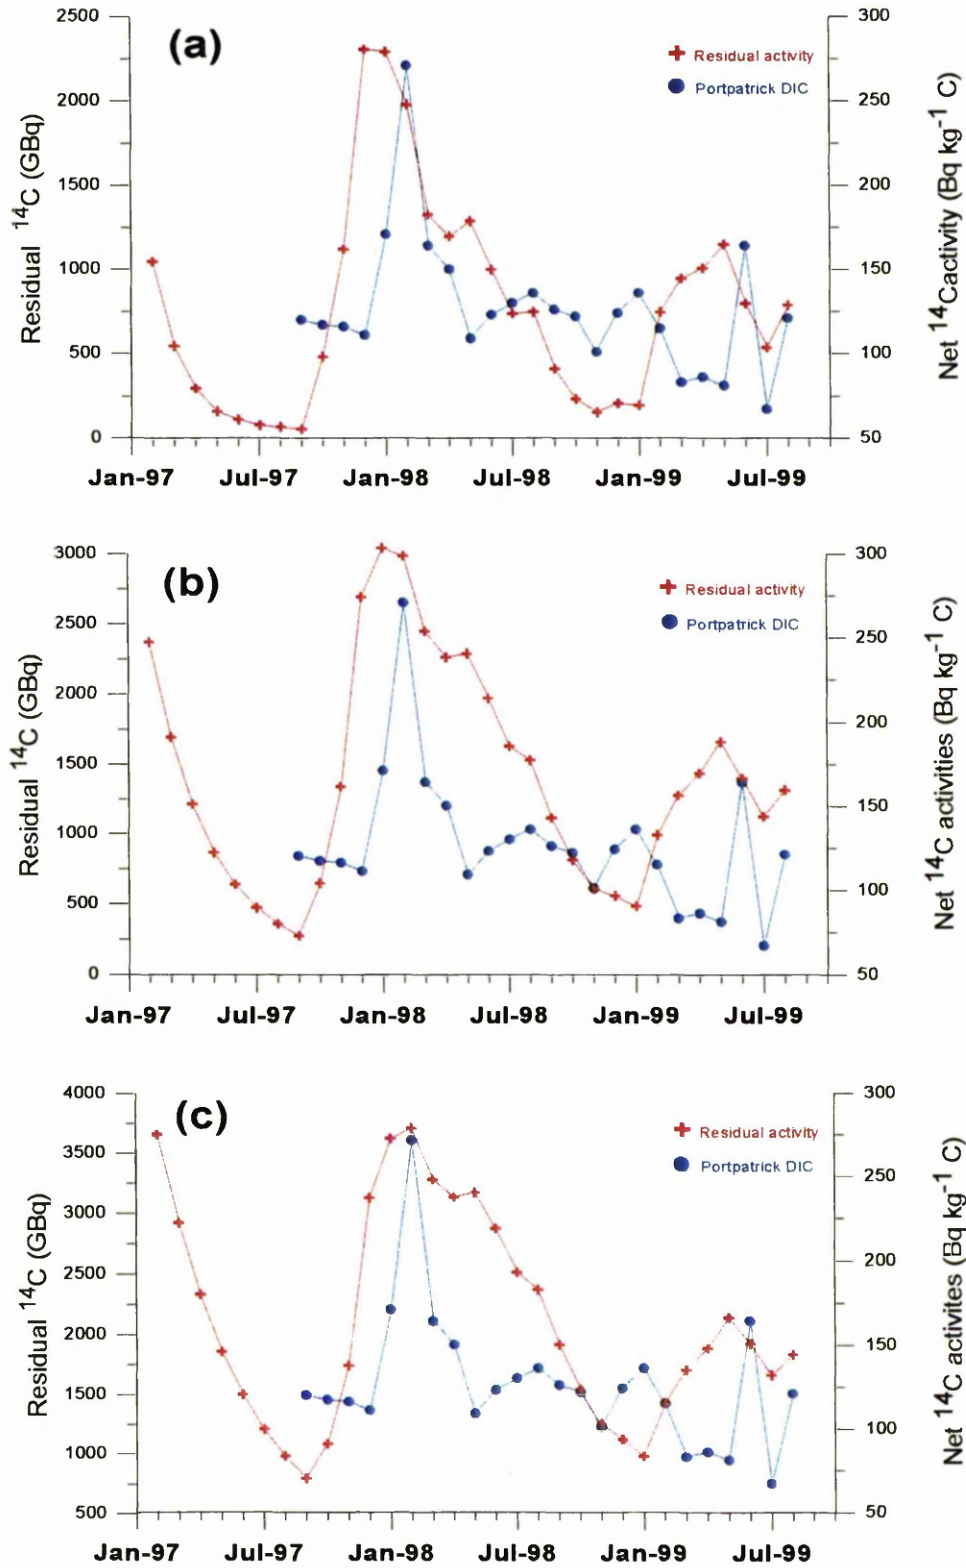 (a)
Residual activity
Portpatrick DIC
2500
2000
1500
1000
500
0
Residual ¹⁴C (GBq)
300
250
200
150
100
50
Net ¹⁴Cactivity (Bq kg⁻¹ C)
Jan-97 Jul-97 Jan-98 Jul-98 Jan-99 Jul-99
(b)
Residual activity
Portpatrick DIC
3000
2500
2000
1500
1000
500
0
Residual ¹⁴C (GBq)
300
250
200
150
100
50
Net ¹⁴C activities (Bq kg⁻¹ C)
Jan-97 Jul-97 Jan-98 Jul-98 Jan-99 Jul-99
(c)
Residual activity
Portpatrick DIC
4000
3500
3000
2500
2000
1500
1000
500
Residual ¹⁴C (GBq)
300
250
200
150
100
50
Net ¹⁴C activites (Bq kg⁻¹ C)
Jan-97 Jul-97 Jan-98 Jul-98 Jan-99 Jul-99